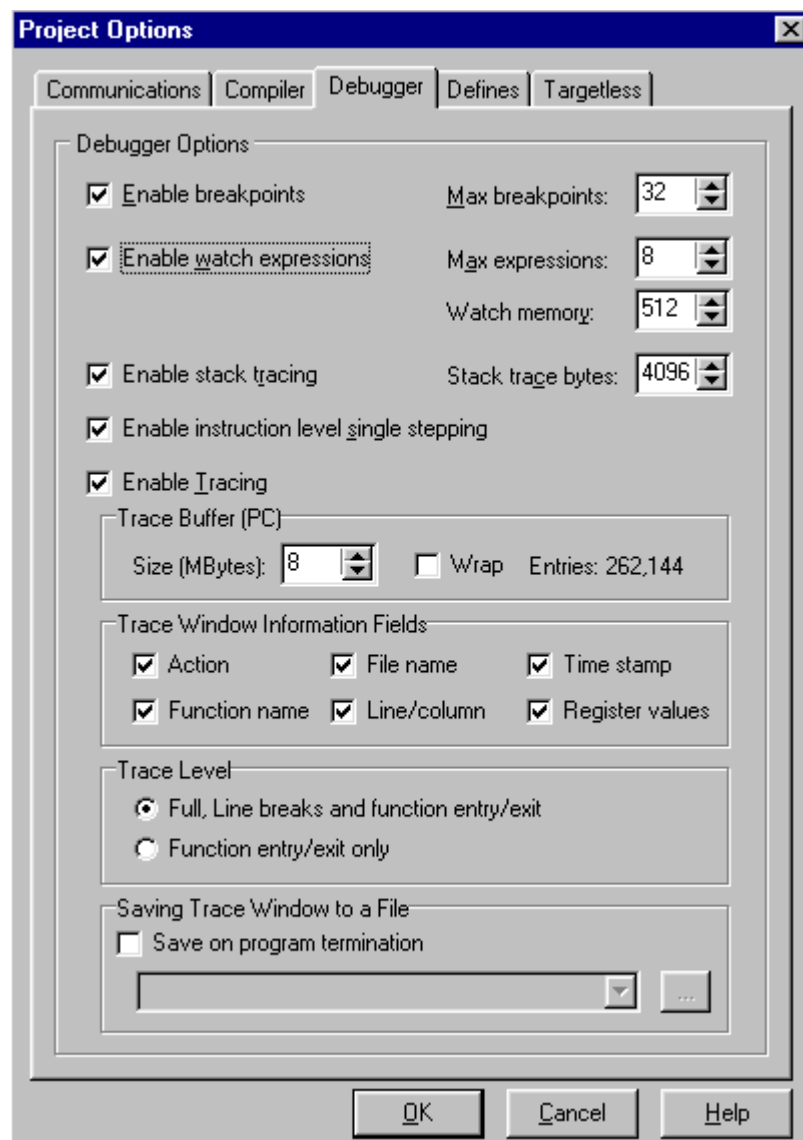 Project Options
Communications Compiler Debugger Defines Targetless
Debugger Options
Enable breakpoints Max breakpoints: 32
Enable watch expressions Max expressions: 8
Watch memory: 512
Enable stack tracing Stack trace bytes: 4096
Enable instruction level single stepping
Enable Tracing
Trace Buffer (PC)
Size (MBytes): 8 Wrap Entries: 262,144
Trace Window Information Fields
Action File name Time stamp
Function name Line/column Register values
Trace Level
Full, Line breaks and function entry/exit
Function entry/exit only
Saving Trace Window to a File
Save on program termination
...
OK Cancel Help